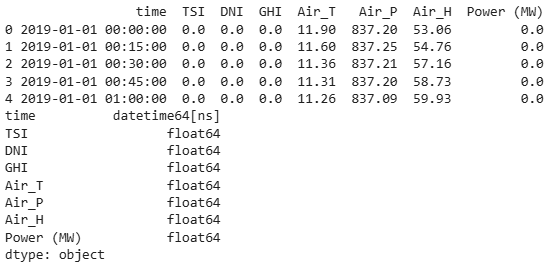 time TSI DNI GHI Air_T Air_P Air_H Power (MW)
0 2019-01-01 00:00:00 0.0 0.0 0.0 11.90 837.20 53.06 0.0
1 2019-01-01 00:15:00 0.0 0.0 0.0 11.60 837.25 54.76 0.0
2 2019-01-01 00:30:00 0.0 0.0 0.0 11.36 837.21 57.16 0.0
3 2019-01-01 00:45:00 0.0 0.0 0.0 11.31 837.20 58.73 0.0
4 2019-01-01 01:00:00 0.0 0.0 0.0 11.26 837.09 59.93 0.0
time datetime64[ns]
TSI float64
DNI float64
GHI float64
Air_T float64
Air_P float64
Air_H float64
Power (MW) float64
dtype: object